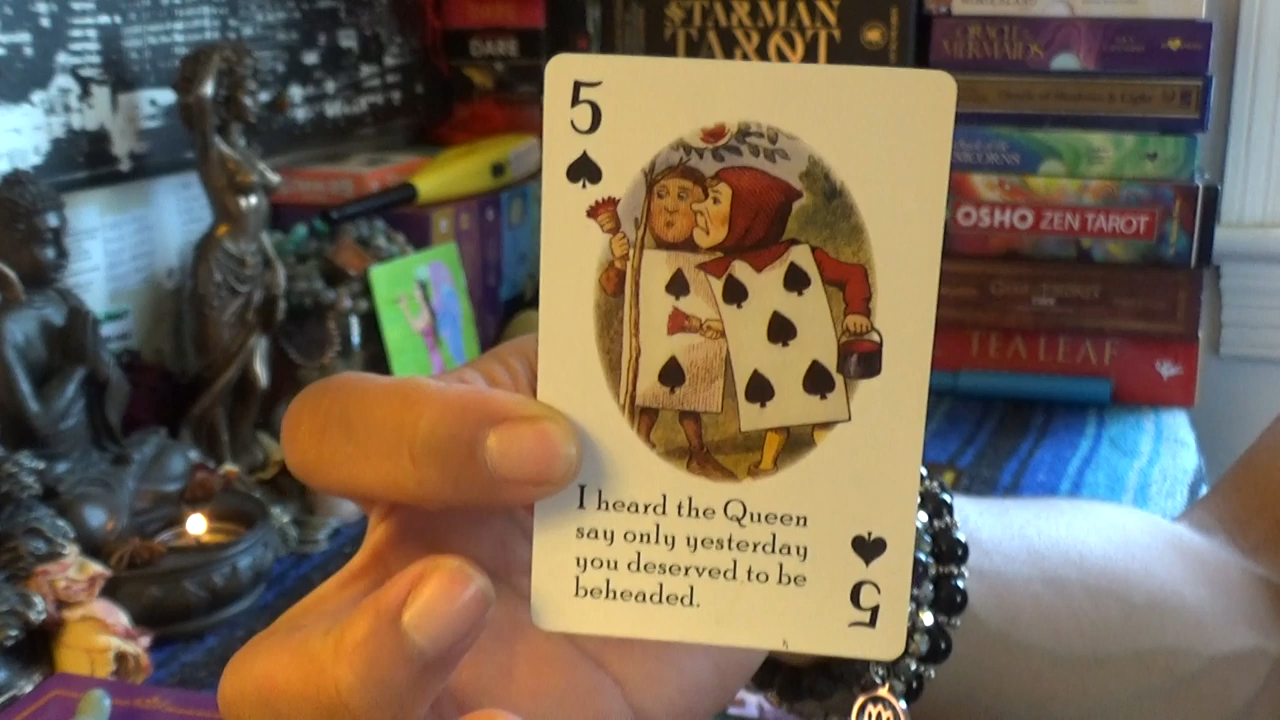 STARMAN
TAROT
DARE
ORACLE OF THE
MERMAIDS
UNICORNS
OSHO ZEN TAROT
TEA LEAF
5
I heard the Queen
say only yesterday
you deserved to be
beheaded.
5